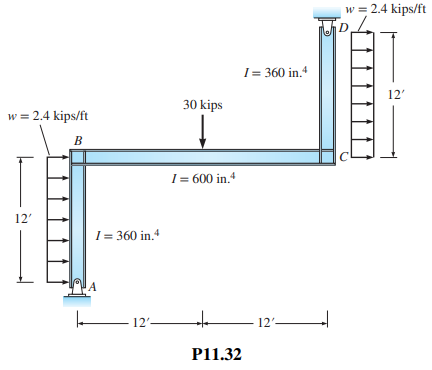 w = 2.4 kips/ft
D
I = 360 in.4
12′
30 kips
w = 2.4 kips/ft
B
C
I = 600 in.4
12′
I = 360 in.4
A
12′
12′
P11.32